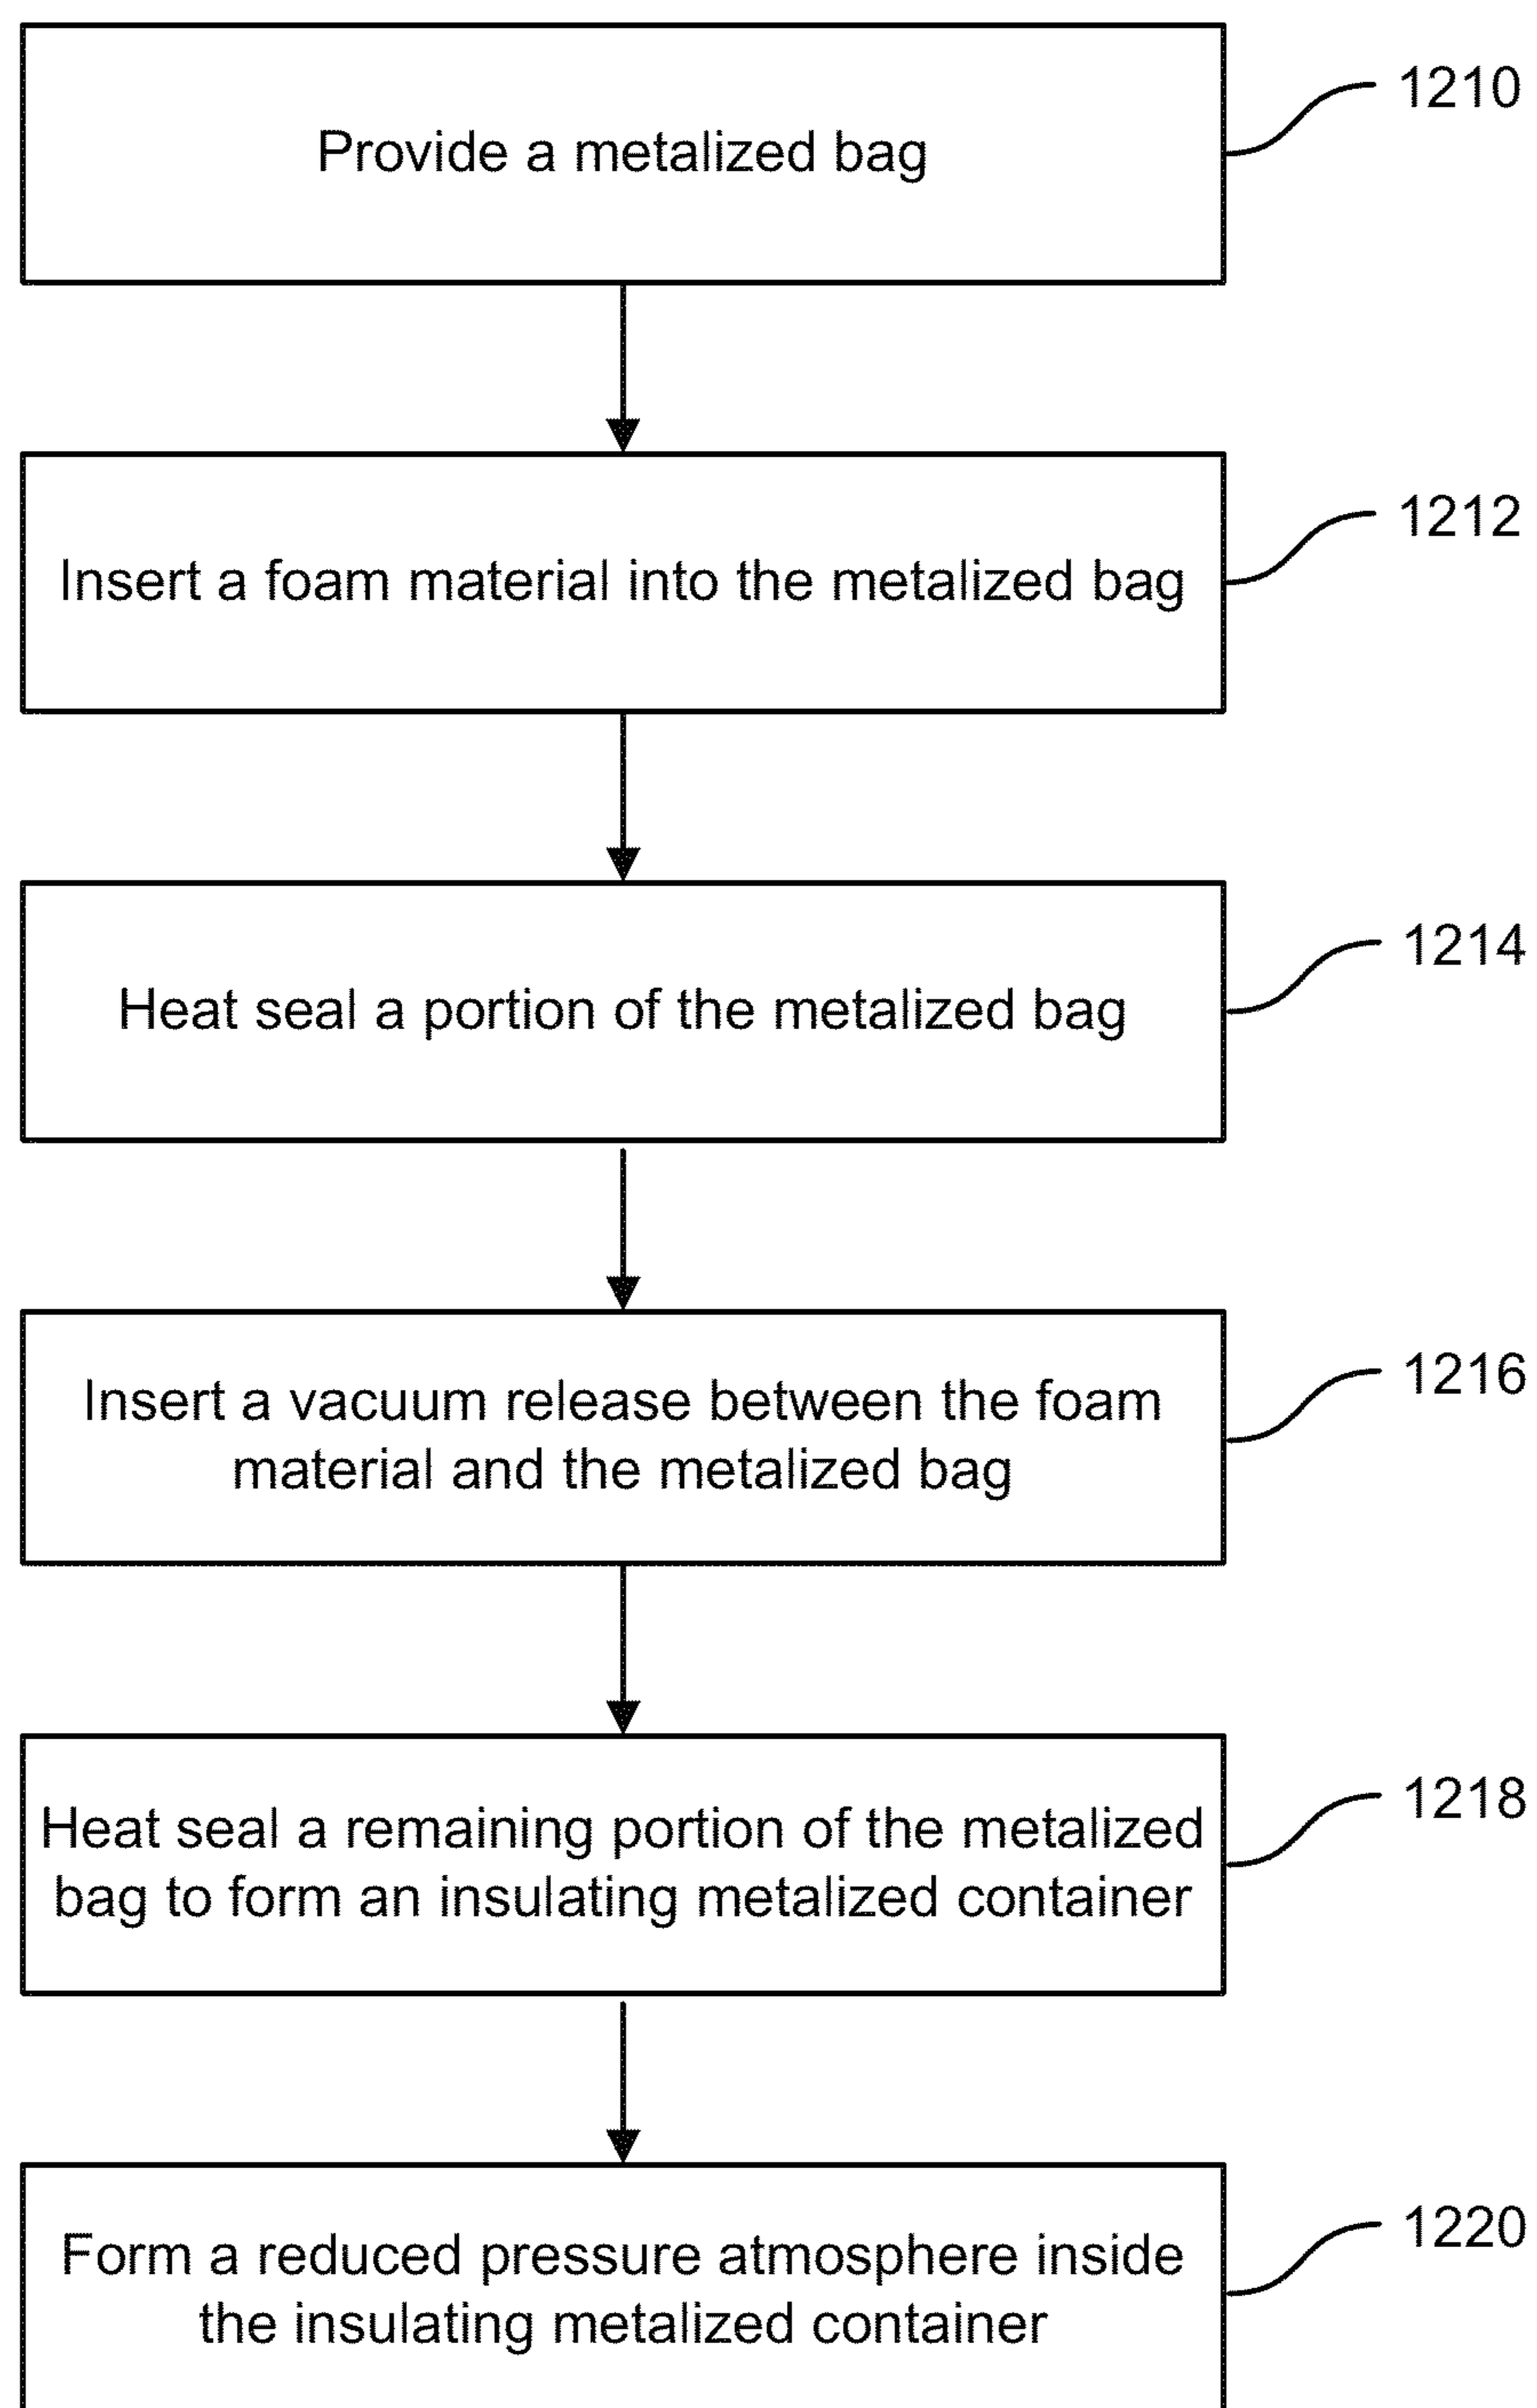 Provide a metalized bag
1210
Insert a foam material into the metalized bag
1212
Heat seal a portion of the metalized bag
1214
Insert a vacuum release between the foam
material and the metalized bag
1216
Heat seal a remaining portion of the metalized
bag to form an insulating metalized container
1218
Form a reduced pressure atmosphere inside
the insulating metalized container
1220